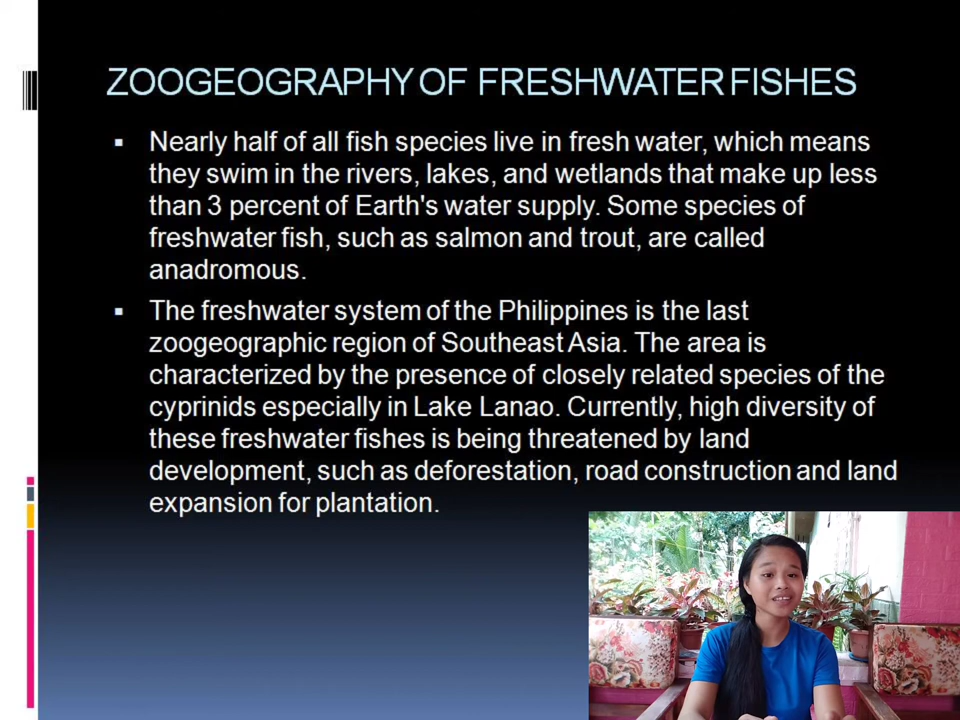 ZOOGEOGRAPHY OF FRESHWATER FISHES
Nearly half of all fish species live in fresh water, which means
they swim in the rivers, lakes, and wetlands that make up less
than 3 percent of Earth's water supply. Some species of
freshwater fish, such as salmon and trout, are called
anadromous.
The freshwater system of the Philippines is the last
zoogeographic region of Southeast Asia. The area is
characterized by the presence of closely related species of the
cyprinids especially in Lake Lanao. Currently, high diversity of
these freshwater fishes is being threatened by land
development, such as deforestation, road construction and land
expansion for plantation.